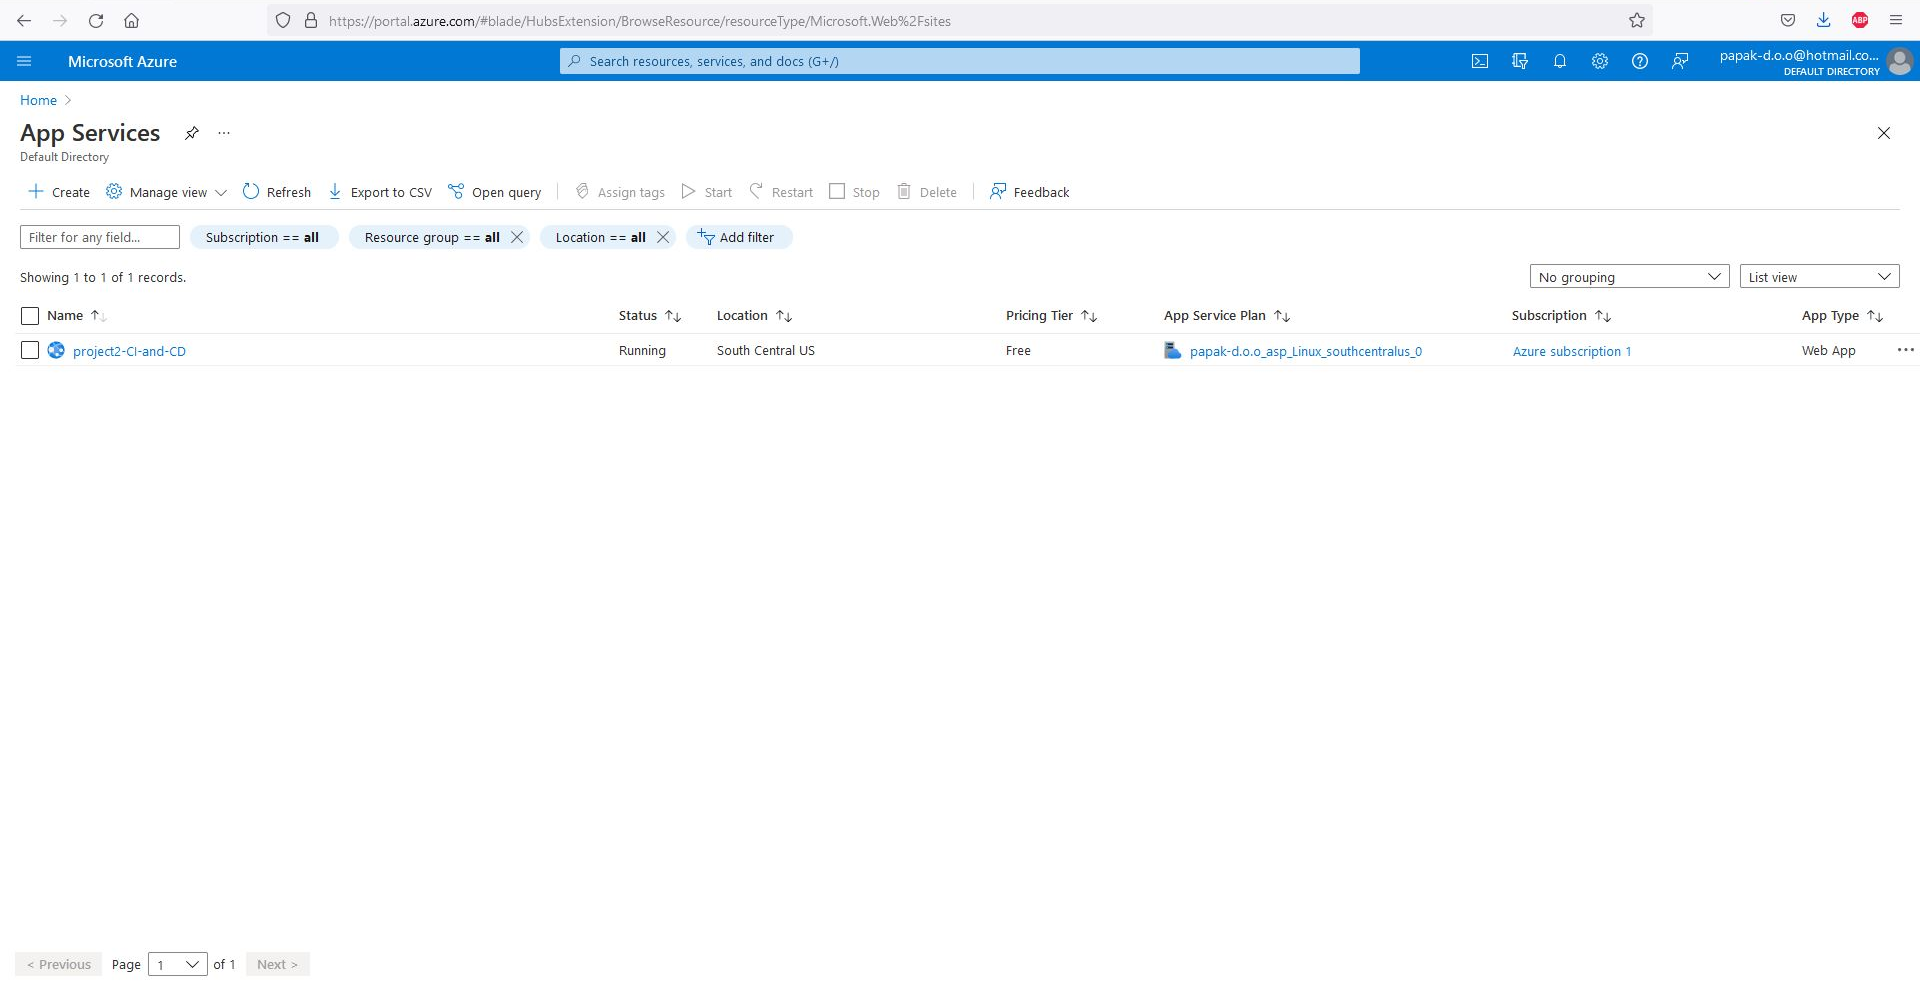 https://portal.azure.com/#blade/HubsExtension/BrowseResource/resourceType/Microsoft.Web%2Fsites
ABP
Microsoft Azure
Search resources, services, and docs (G+/)
papak-d.o.o@hotmail.co...
DEFAULT DIRECTORY
Home
App Services
Default Directory
Create Manage view Refresh Export to CSV Open query Assign tags Start Restart Stop Delete Feedback
Filter for any field... Subscription == all Resource group == all Location == all Add filter
Showing 1 to 1 of 1 records. No grouping List view
Name Status Location Pricing Tier App Service Plan Subscription App Type
project2-CI-and-CD Running South Central US Free papak-d.o.o_asp_Linux_southcentralus_0 Azure subscription 1 Web App
< Previous Page 1 of 1 Next >